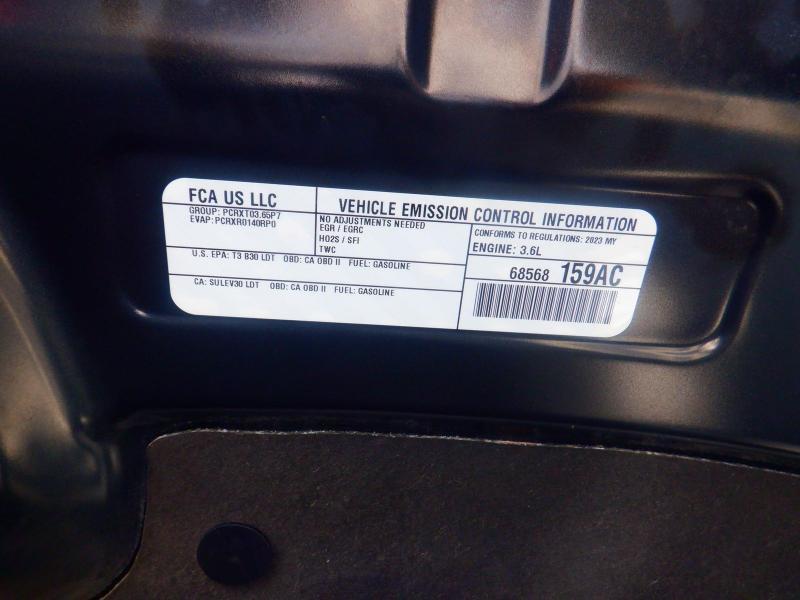 FCA US LLC
GROUP: PCRXT03.65P7
EVAP: PCRXR0140RP0
VEHICLE EMISSION CONTROL INFORMATION
NO ADJUSTMENTS NEEDED
EGR / EGRC
HO2S / SFI
TWC
CONFORMS TO REGULATIONS: 2023 MY
ENGINE: 3.6L
U.S. EPA: T3 B30 LDT OBD: CA OBD II FUEL: GASOLINE
CA: SULEV30 LDT OBD: CA OBD II FUEL: GASOLINE
68568 159AC